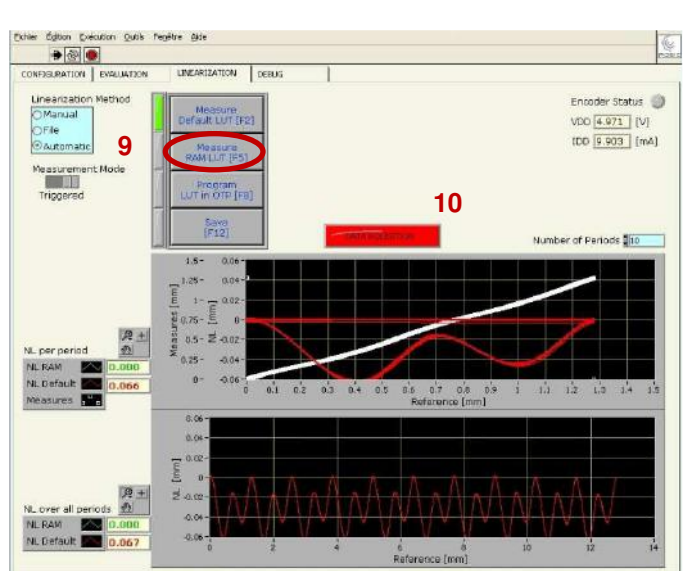 Fichier Édition Exécution Outils Fenêtre Aide
CONFIGURATION EVALUATION LINEARIZATION DEBUG
Linearization Method
Manual
File
Automatic
9
Measurement Mode
Triggered
Measure
Default LUT [F2]
Measure
RAM LUT [F5]
Program
LUT in OTP [F8]
Save
[F12]
Encoder Status
VDD 4.971 [V]
IDD 9.903 [mA]
10
Number of Periods 10
NL per period
NL RAM 0.000
NL Default 0.066
Measures
Measures [mm]
1.5-
1.25-
1-
0.75-
0.5-
0.25-
0-
NL [mm]
0.06-
0.04-
0.02-
0-
-0.02-
-0.04-
-0.06-
0 0.1 0.2 0.3 0.4 0.5 0.6 0.7 0.8 0.9 1 1.1 1.2 1.3 1.4 1.5
Reference [mm]
NL over all periods
NL RAM 0.000
NL Default 0.067
NL [mm]
0.06-
0.04-
0.02-
0-
-0.02-
-0.04-
-0.06-
0 2 4 6 8 10 12 14
Reference [mm]